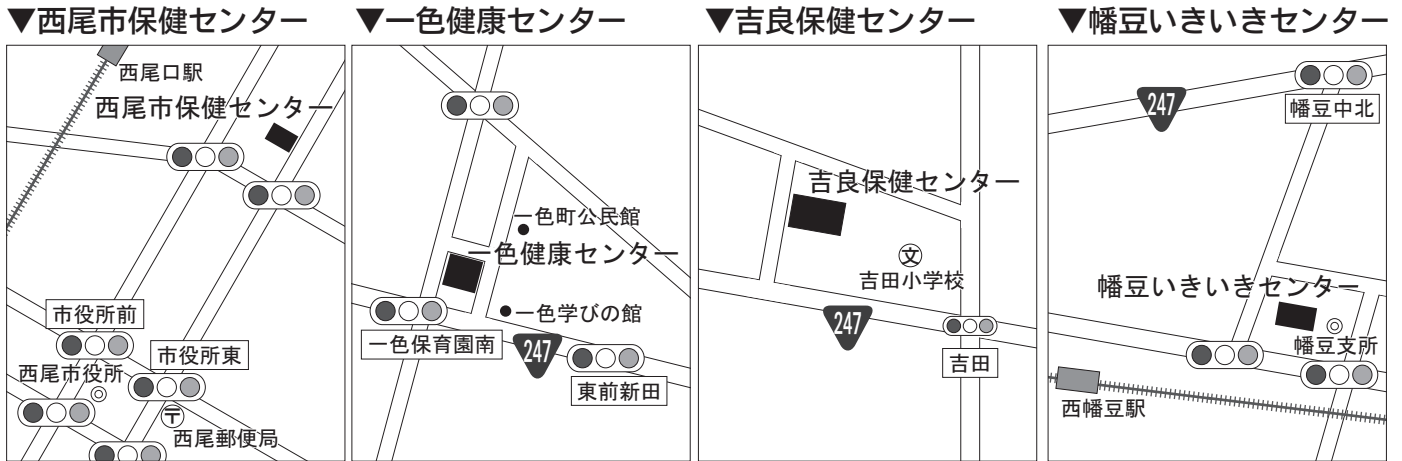 ▼西尾市保健センター
西尾口駅
西尾市保健センター
市役所前
市役所東
西尾市役所
〒
西尾郵便局
▼一色健康センター
一色町公民館
一色健康センター
一色学びの館
一色保育園南
247
東前新田
▼吉良保健センター
吉良保健センター
文
吉田小学校
247
吉田
▼幡豆いきいきセンター
247
幡豆中北
幡豆いきいきセンター
幡豆支所
西幡豆駅